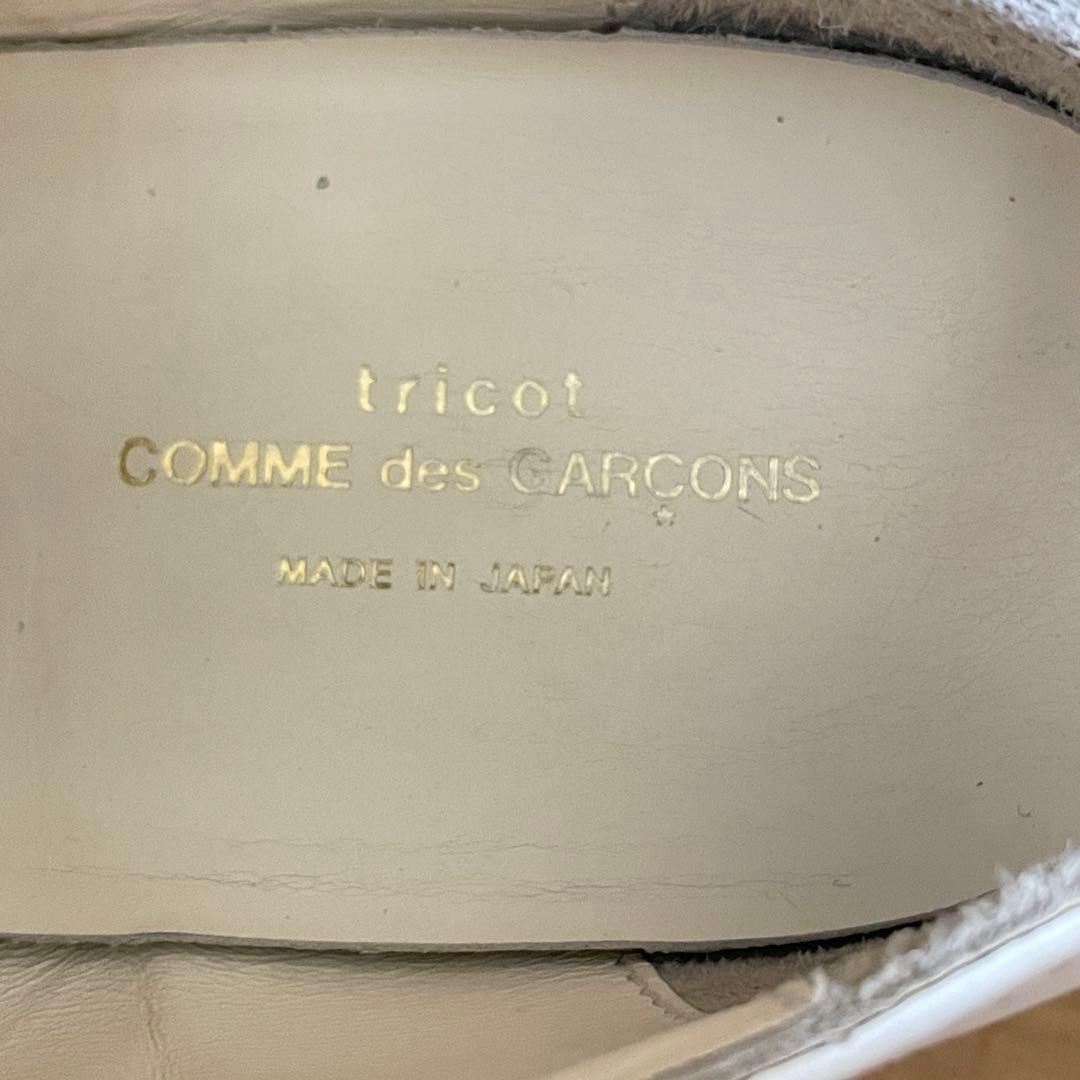 tricot
COMME des GARÇONS
MADE IN JAPAN